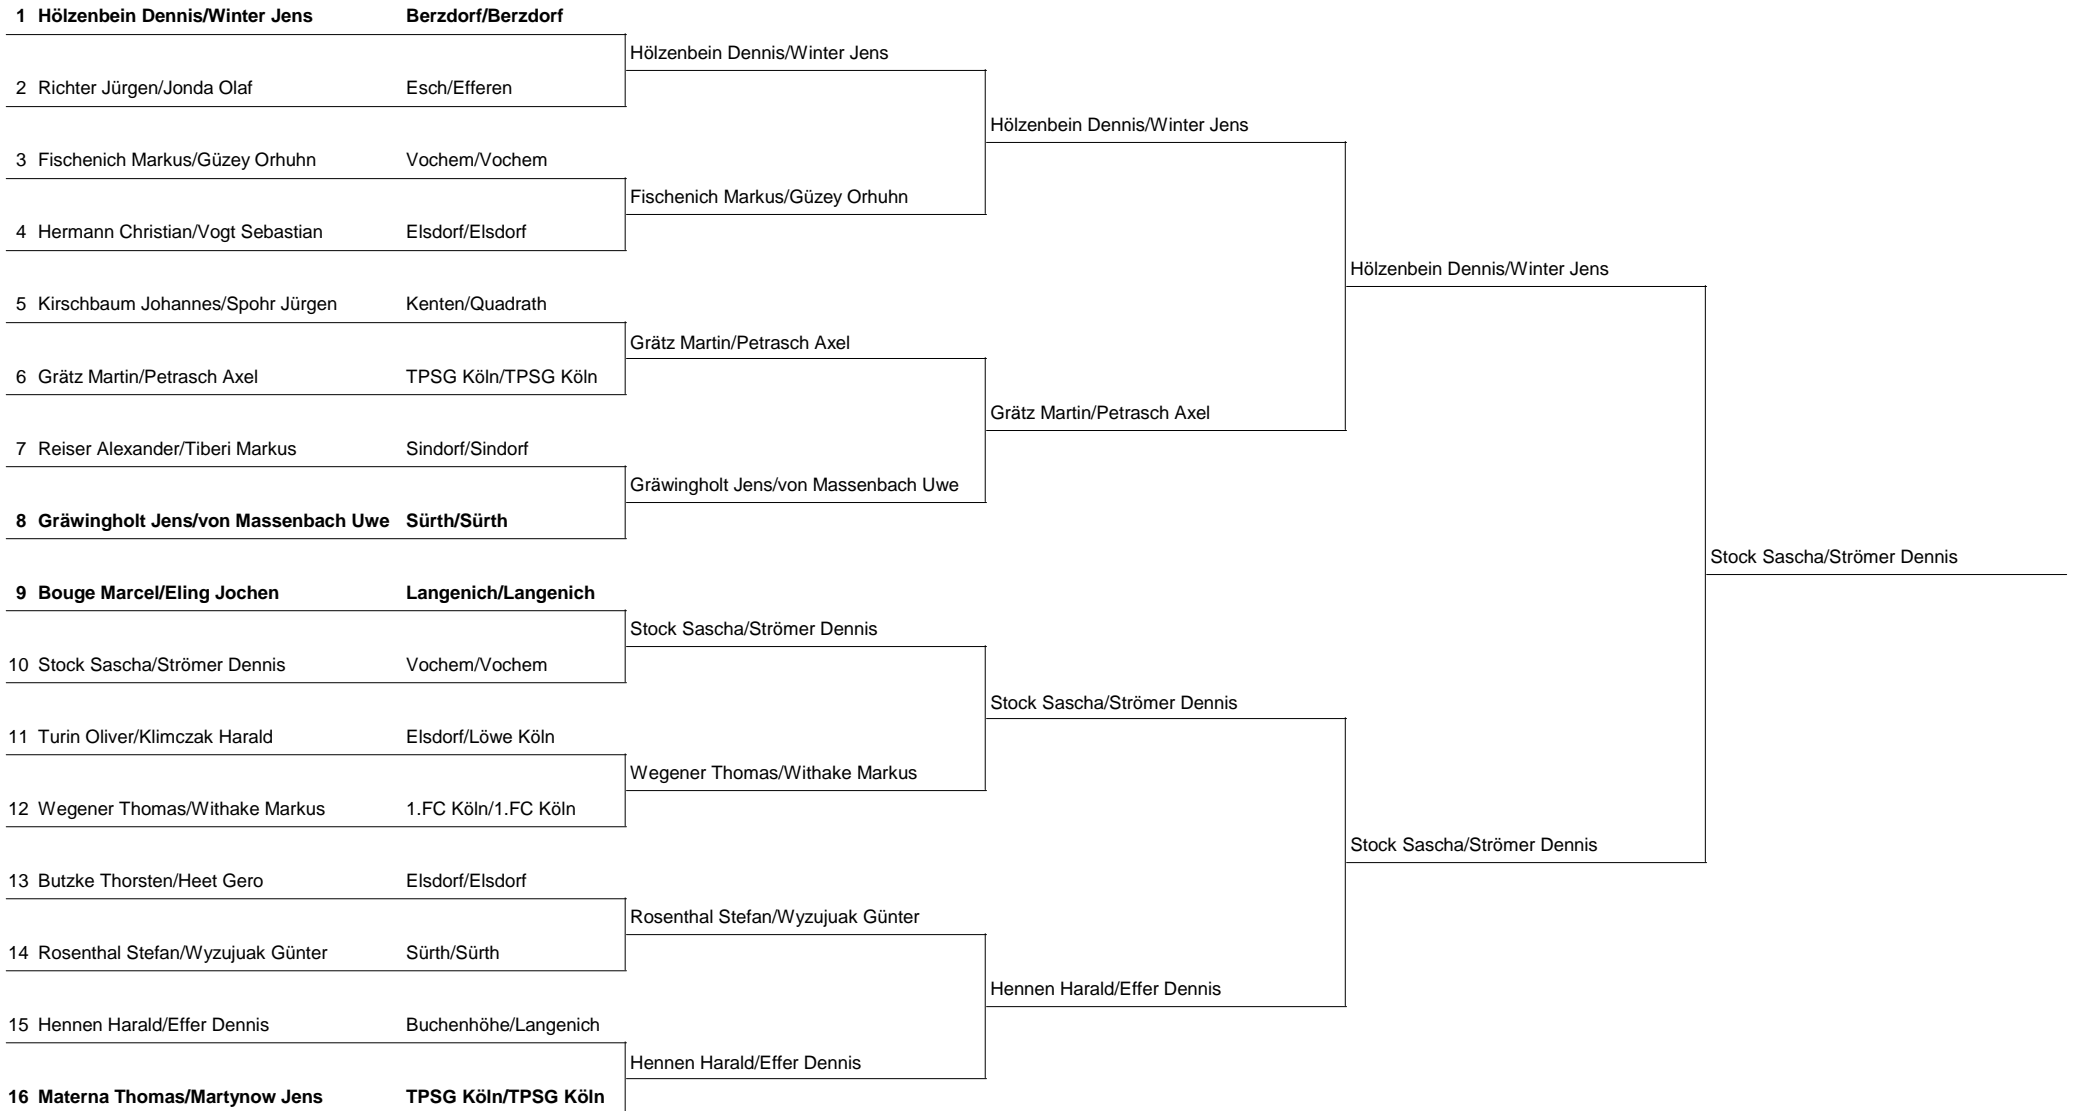 1 Hölzenbein Dennis/Winter Jens Berzdorf/Berzdorf
Hölzenbein Dennis/Winter Jens
2 Richter Jürgen/Jonda Olaf Esch/Efferen
Hölzenbein Dennis/Winter Jens
3 Fischenich Markus/Güzey Orhuhn Vochem/Vochem
Fischenich Markus/Güzey Orhuhn
4 Hermann Christian/Vogt Sebastian Elsdorf/Elsdorf
Hölzenbein Dennis/Winter Jens
5 Kirschbaum Johannes/Spohr Jürgen Kenten/Quadrath
Grätz Martin/Petrasch Axel
6 Grätz Martin/Petrasch Axel TPSG Köln/TPSG Köln
Grätz Martin/Petrasch Axel
7 Reiser Alexander/Tiberi Markus Sindorf/Sindorf
Gräwingholt Jens/von Massenbach Uwe
8 Gräwingholt Jens/von Massenbach Uwe Sürth/Sürth
Stock Sascha/Strömer Dennis
9 Bouge Marcel/Eling Jochen Langenich/Langenich
Stock Sascha/Strömer Dennis
10 Stock Sascha/Strömer Dennis Vochem/Vochem
Stock Sascha/Strömer Dennis
11 Turin Oliver/Klimczak Harald Elsdorf/Löwe Köln
Wegener Thomas/Withake Markus
12 Wegener Thomas/Withake Markus 1.FC Köln/1.FC Köln
Stock Sascha/Strömer Dennis
13 Butzke Thorsten/Heet Gero Elsdorf/Elsdorf
Rosenthal Stefan/Wyzujuak Günter
14 Rosenthal Stefan/Wyzujuak Günter Sürth/Sürth
Hennen Harald/Effer Dennis
15 Hennen Harald/Effer Dennis Buchenhöhe/Langenich
Hennen Harald/Effer Dennis
16 Materna Thomas/Martynow Jens TPSG Köln/TPSG Köln